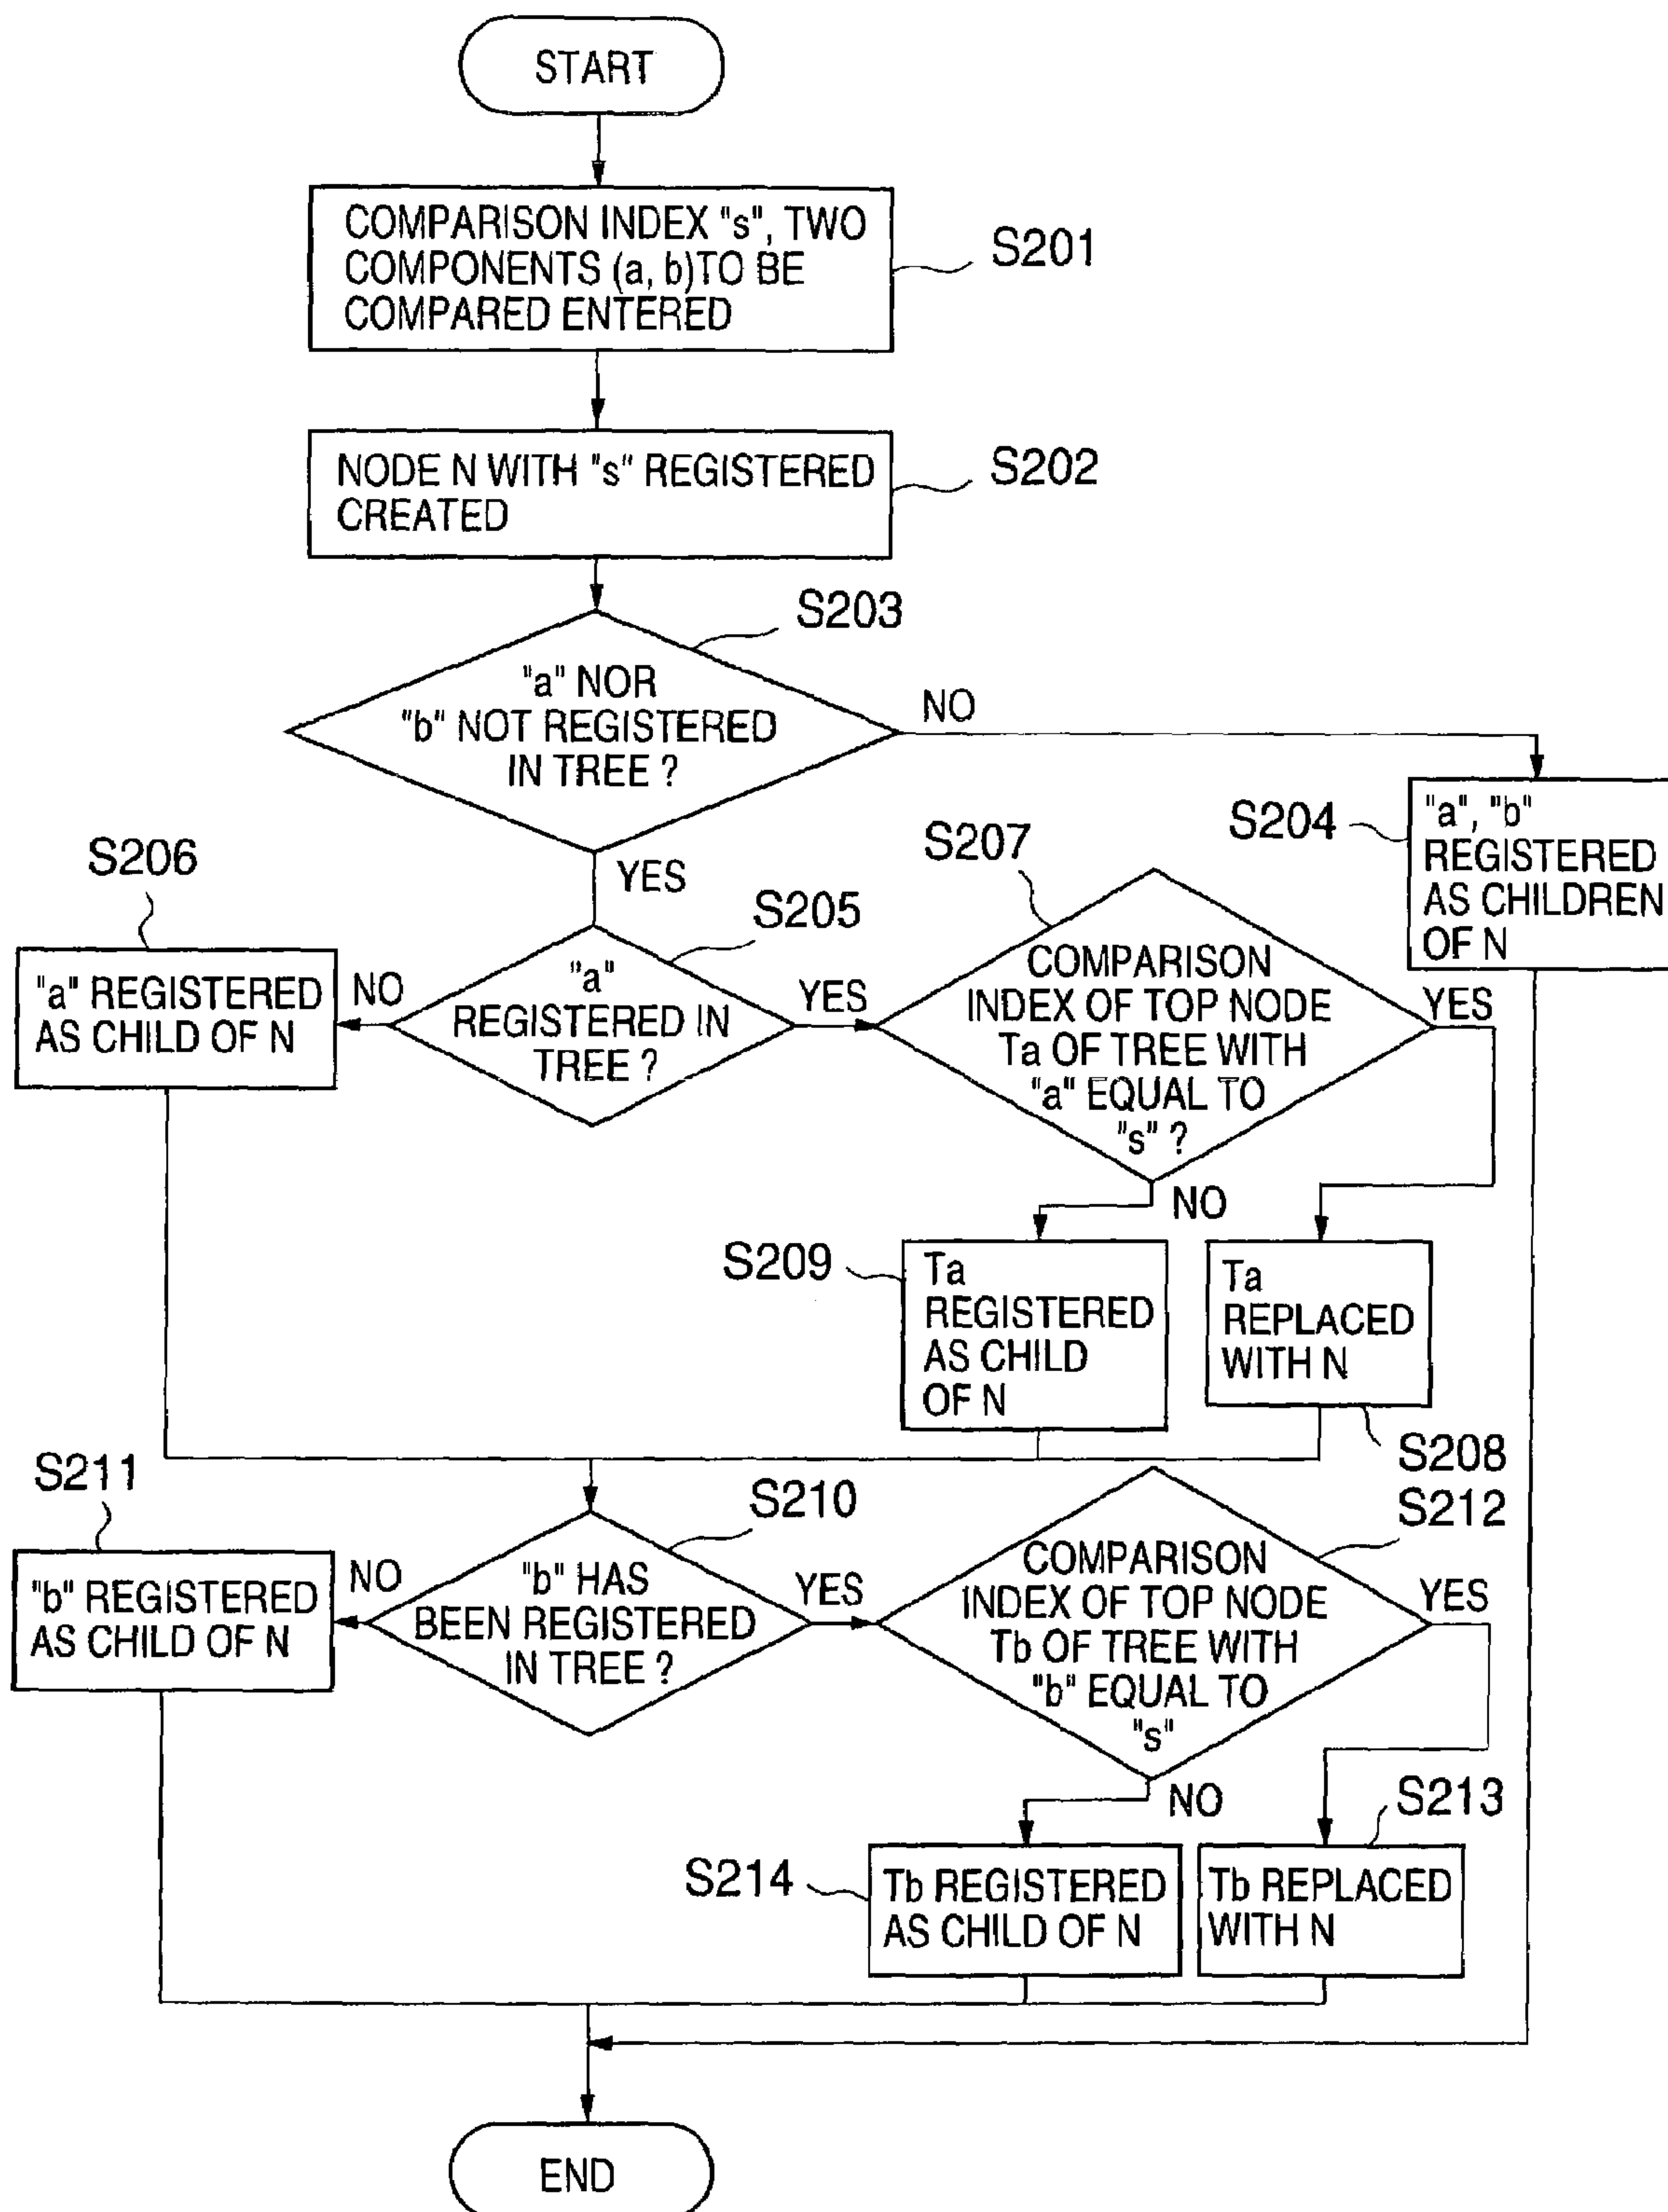 START
COMPARISON INDEX "s", TWO
COMPONENTS (a, b)TO BE
COMPARED ENTERED
S201
NODE N WITH "s" REGISTERED
CREATED
S202
S203
"a" NOR
"b" NOT REGISTERED
IN TREE ?
NO
YES
S204
"a", "b"
REGISTERED
AS CHILDREN
OF N
S206
"a" REGISTERED
AS CHILD OF N
NO
S205
"a"
REGISTERED IN
TREE ?
YES
S207
COMPARISON
INDEX OF TOP NODE
Ta OF TREE WITH
"a" EQUAL TO
"s" ?
YES
NO
S209
Ta
REGISTERED
AS CHILD
OF N
Ta
REPLACED
WITH N
S208
S211
"b" REGISTERED
AS CHILD OF N
NO
S210
"b" HAS
BEEN REGISTERED
IN TREE ?
YES
S212
COMPARISON
INDEX OF TOP NODE
Tb OF TREE WITH
"b" EQUAL TO
"s"
YES
NO
S213
S214
Tb REGISTERED
AS CHILD OF N
Tb REPLACED
WITH N
END